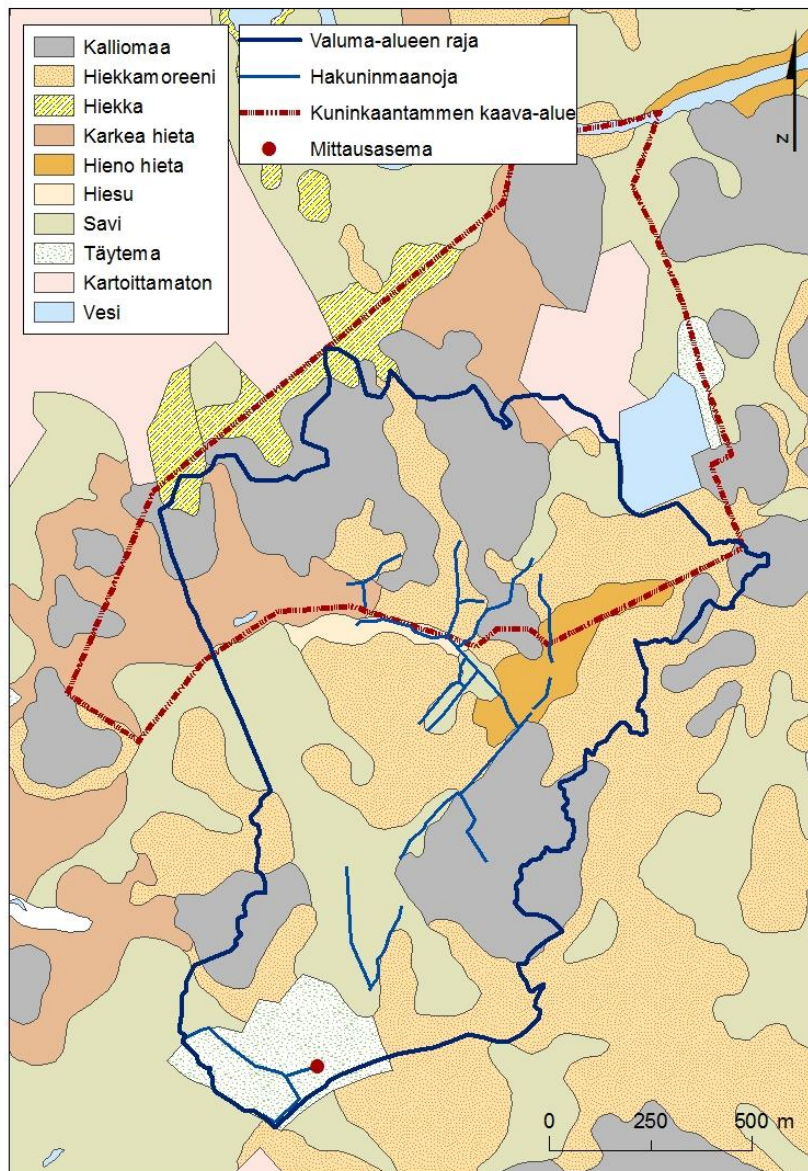 Kalliomaa
Hiekkamoreeni
Hiekka
Karkea hieta
Hieno hieta
Hiesu
Savi
Täytema
Kartoittamaton
Vesi
Valuma-alueen raja
Hakuninmaanoja
Kuninkaantammen kaava-alue
Mittausasema
N
0 250 500 m